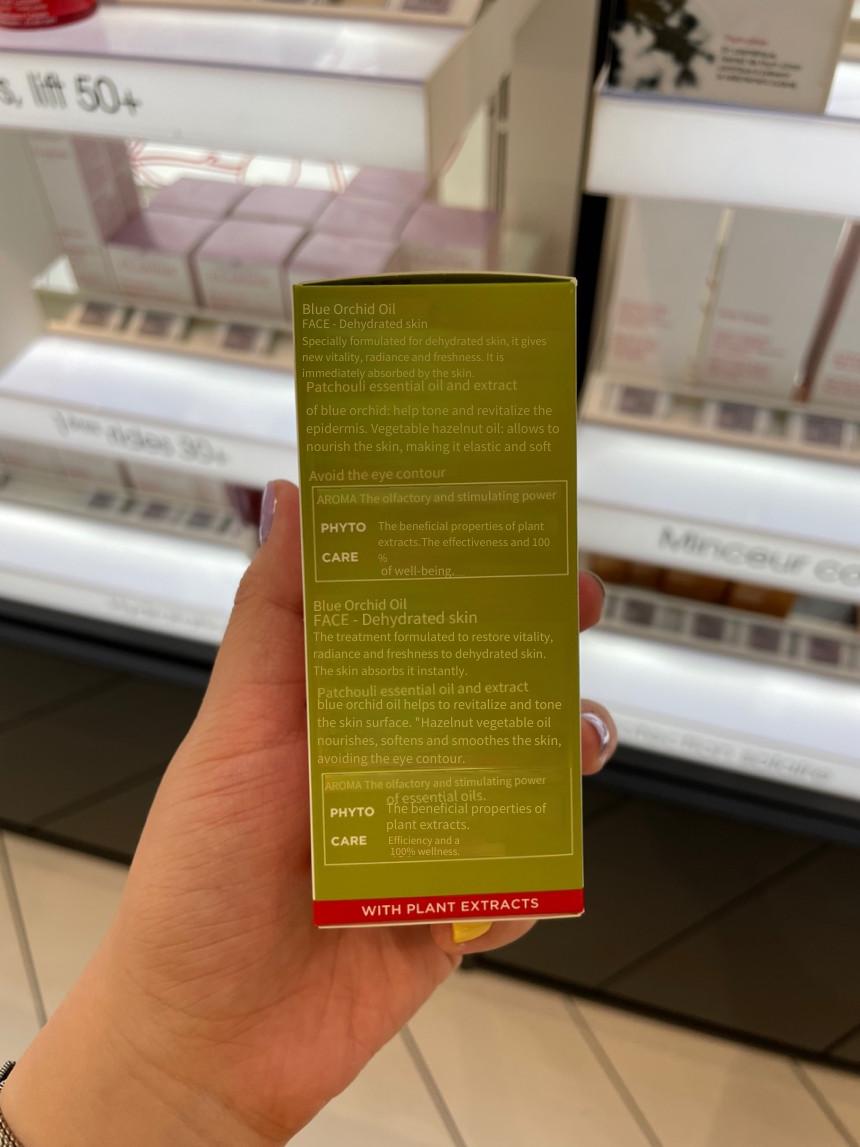 s, lift 50+
Blue Orchid Oil
FACE - Dehydrated skin
Specially formulated for dehydrated skin, it gives
new vitality, radiance and freshness. It is
immediately absorbed by the skin.
Patchouli essential oil and extract
of blue orchid: help tone and revitalize the
epidermis. Vegetable hazelnut oil: allows to
nourish the skin, making it elastic and soft
Avoid the eye contour
AROMA The olfactory and stimulating power
PHYTO The beneficial properties of plant
extracts.The effectiveness and 100
CARE %
of well-being.
Blue Orchid Oil
FACE - Dehydrated skin
The treatment formulated to restore vitality,
radiance and freshness to dehydrated skin.
The skin absorbs it instantly.
Patchouli essential oil and extract
blue orchid oil helps to revitalize and tone
the skin surface. "Hazelnut vegetable oil
nourishes, softens and smoothes the skin,
avoiding the eye contour.
AROMA The olfactory and stimulating power
of essential oils.
PHYTO The beneficial properties of
plant extracts.
CARE Efficiency and a
100% wellness.
WITH PLANT EXTRACTS
rides 30+
Minceur